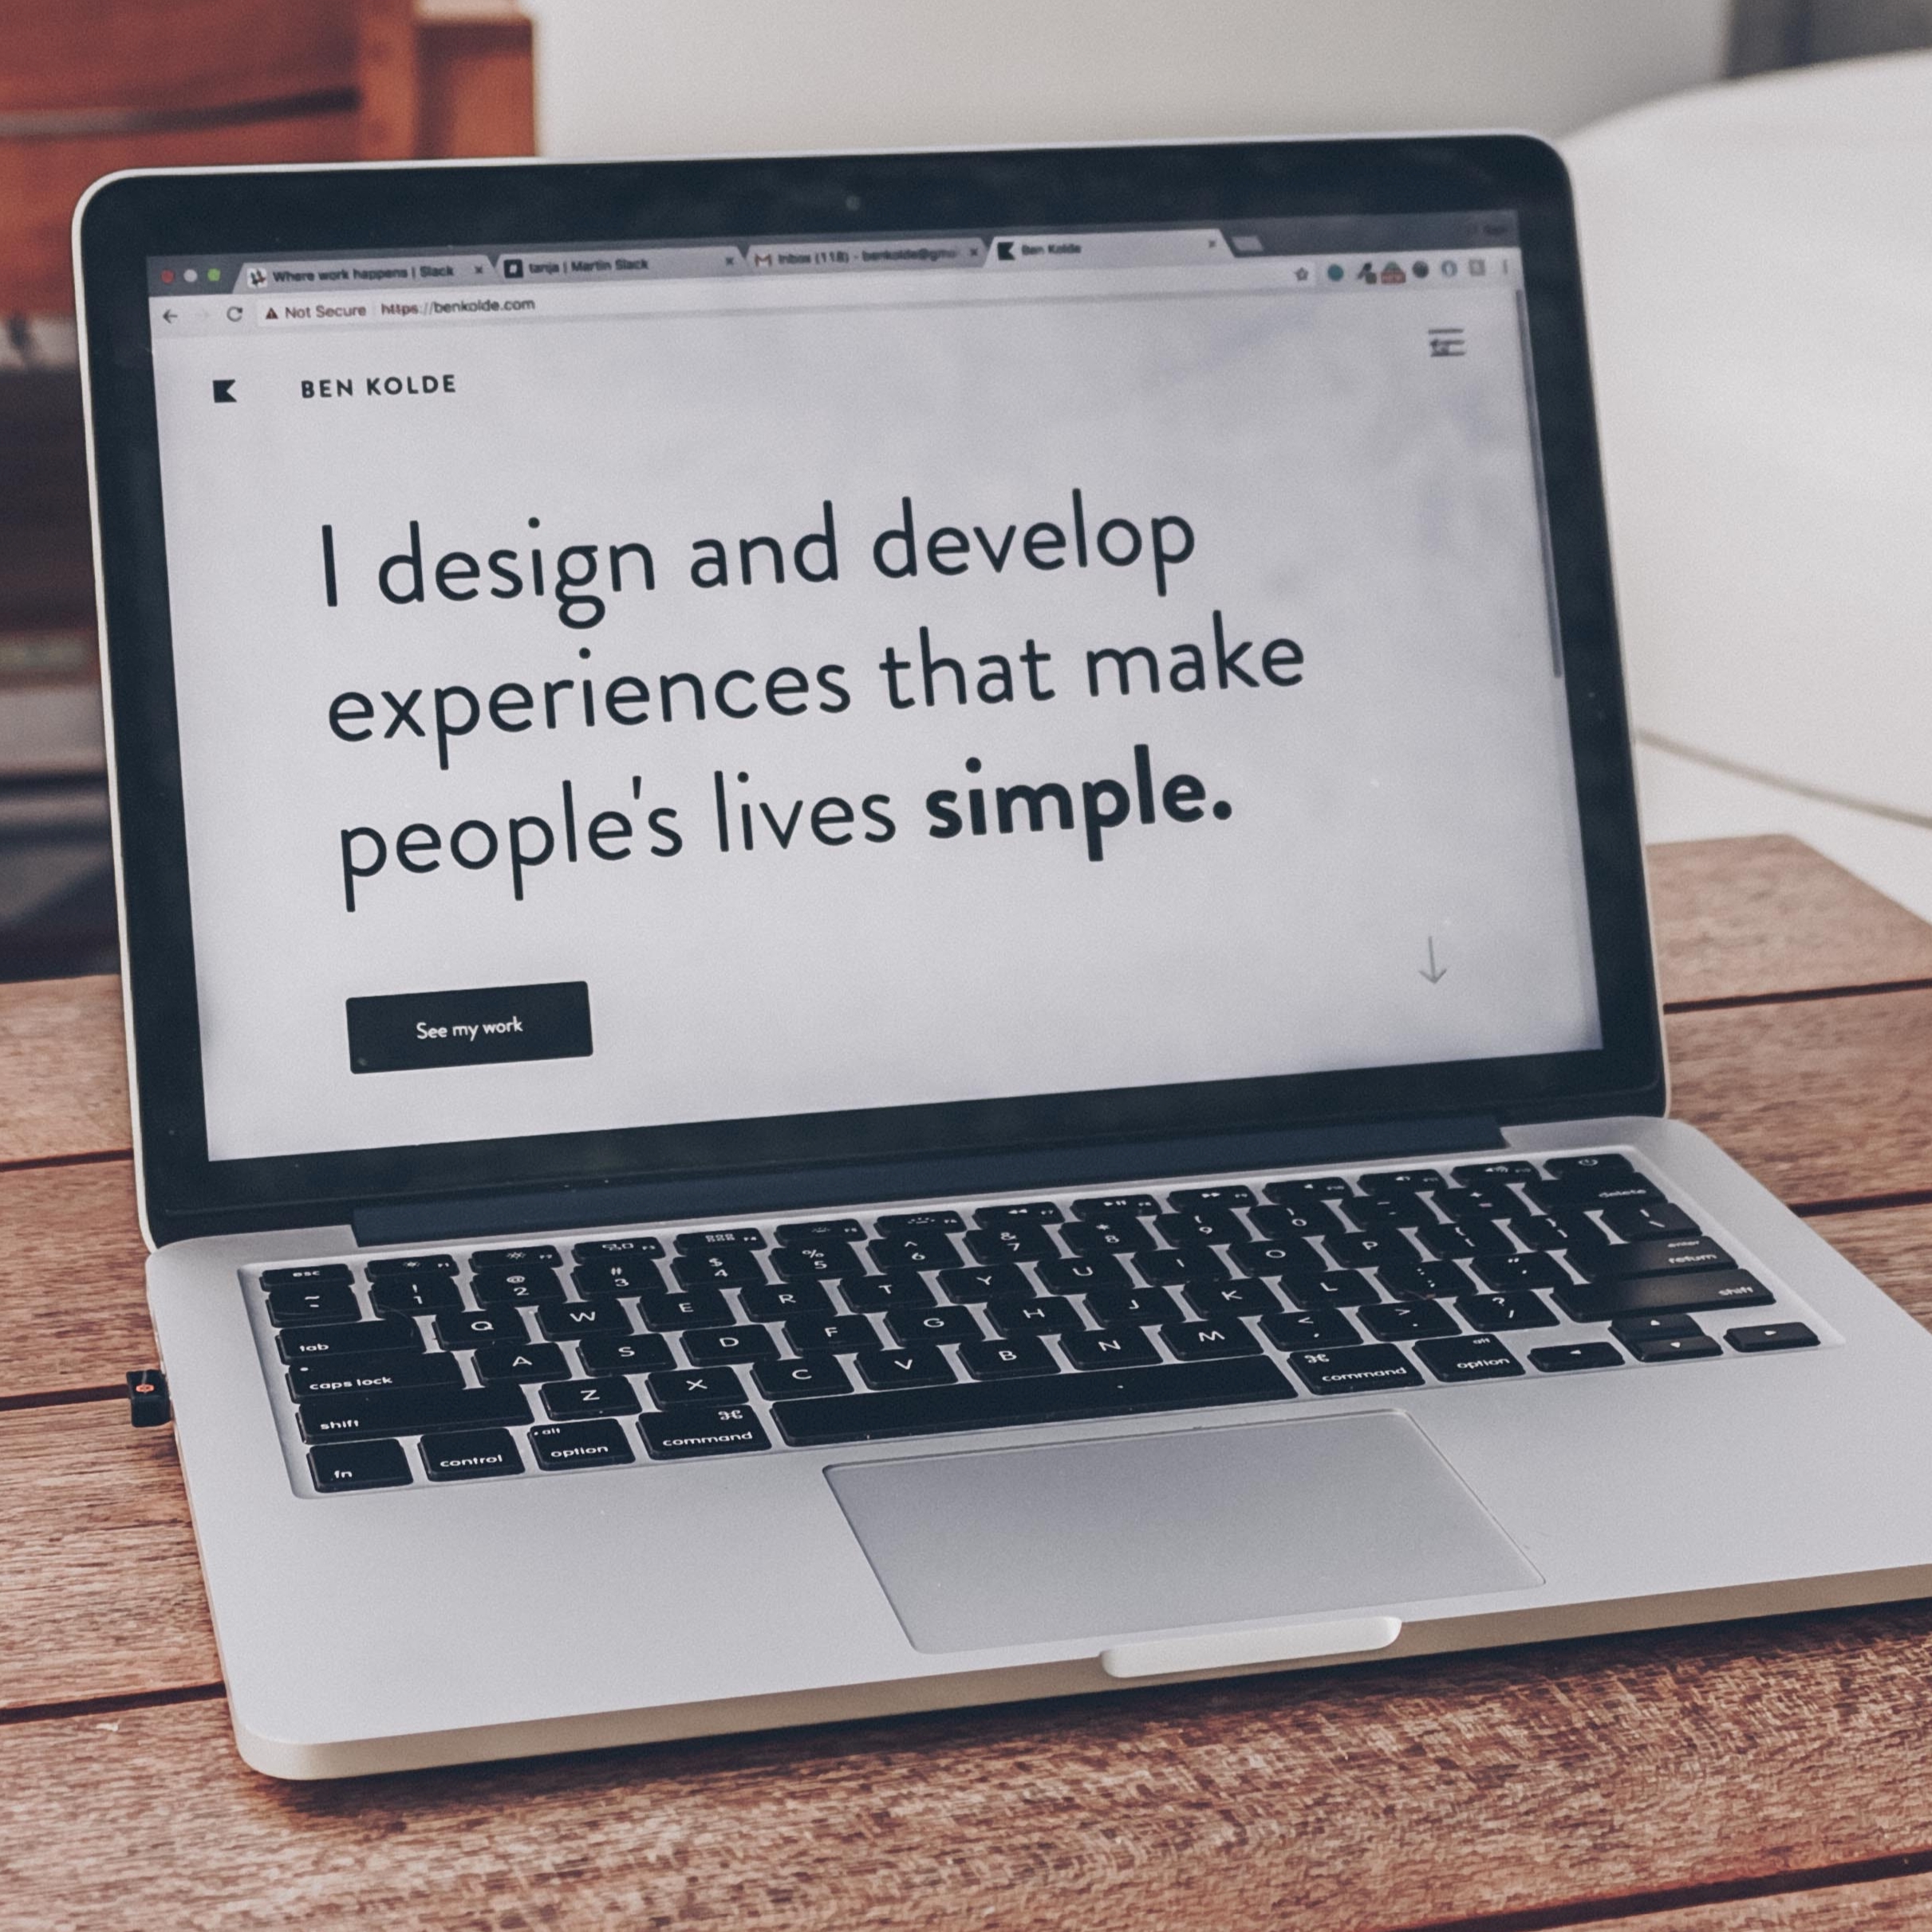 Where work happens | Slack
tanja | Martin Slack
Inbox (118) - benkolde@gm
Ben Kolde
Not Secure https://benkolde.com
BEN KOLDE
I design and develop
experiences that make
people's lives simple.
See my work
esc F1 F2 F3 F4 F5 F6 F7 F8 F9 F10 F11 F12
~ ` ! 1 @ 2 # 3 $ 4 % 5 ^ 6 & 7 * 8 ( 9 ) 0 _ - + = delete
tab Q W E R T Y U I O P { [ } ] | \
caps lock A S D F G H J K L : ; " ' enter return
shift Z X C V B N M < , > . ? / shift
fn control alt option ⌘ command ⌘ command alt option